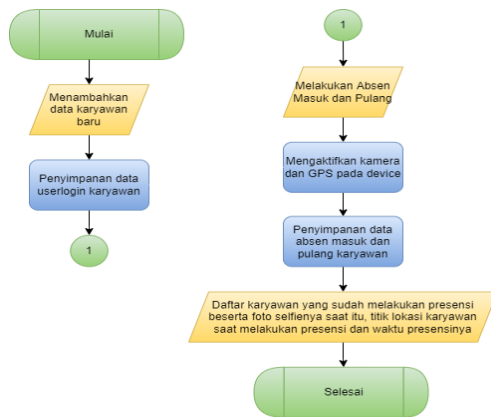 Mulai
Menambahkan
data karyawan
baru
Penyimpanan data
userlogin karyawan
1
1
Melakukan Absen
Masuk dan Pulang
Mengaktifkan kamera
dan GPS pada device
Penyimpanan data
absen masuk dan
pulang karyawan
Daftar karyawan yang sudah melakukan presensi
beserta foto selfienya saat itu, titik lokasi karyawan
saat melakukan presensi dan waktu presensinya
Selesai